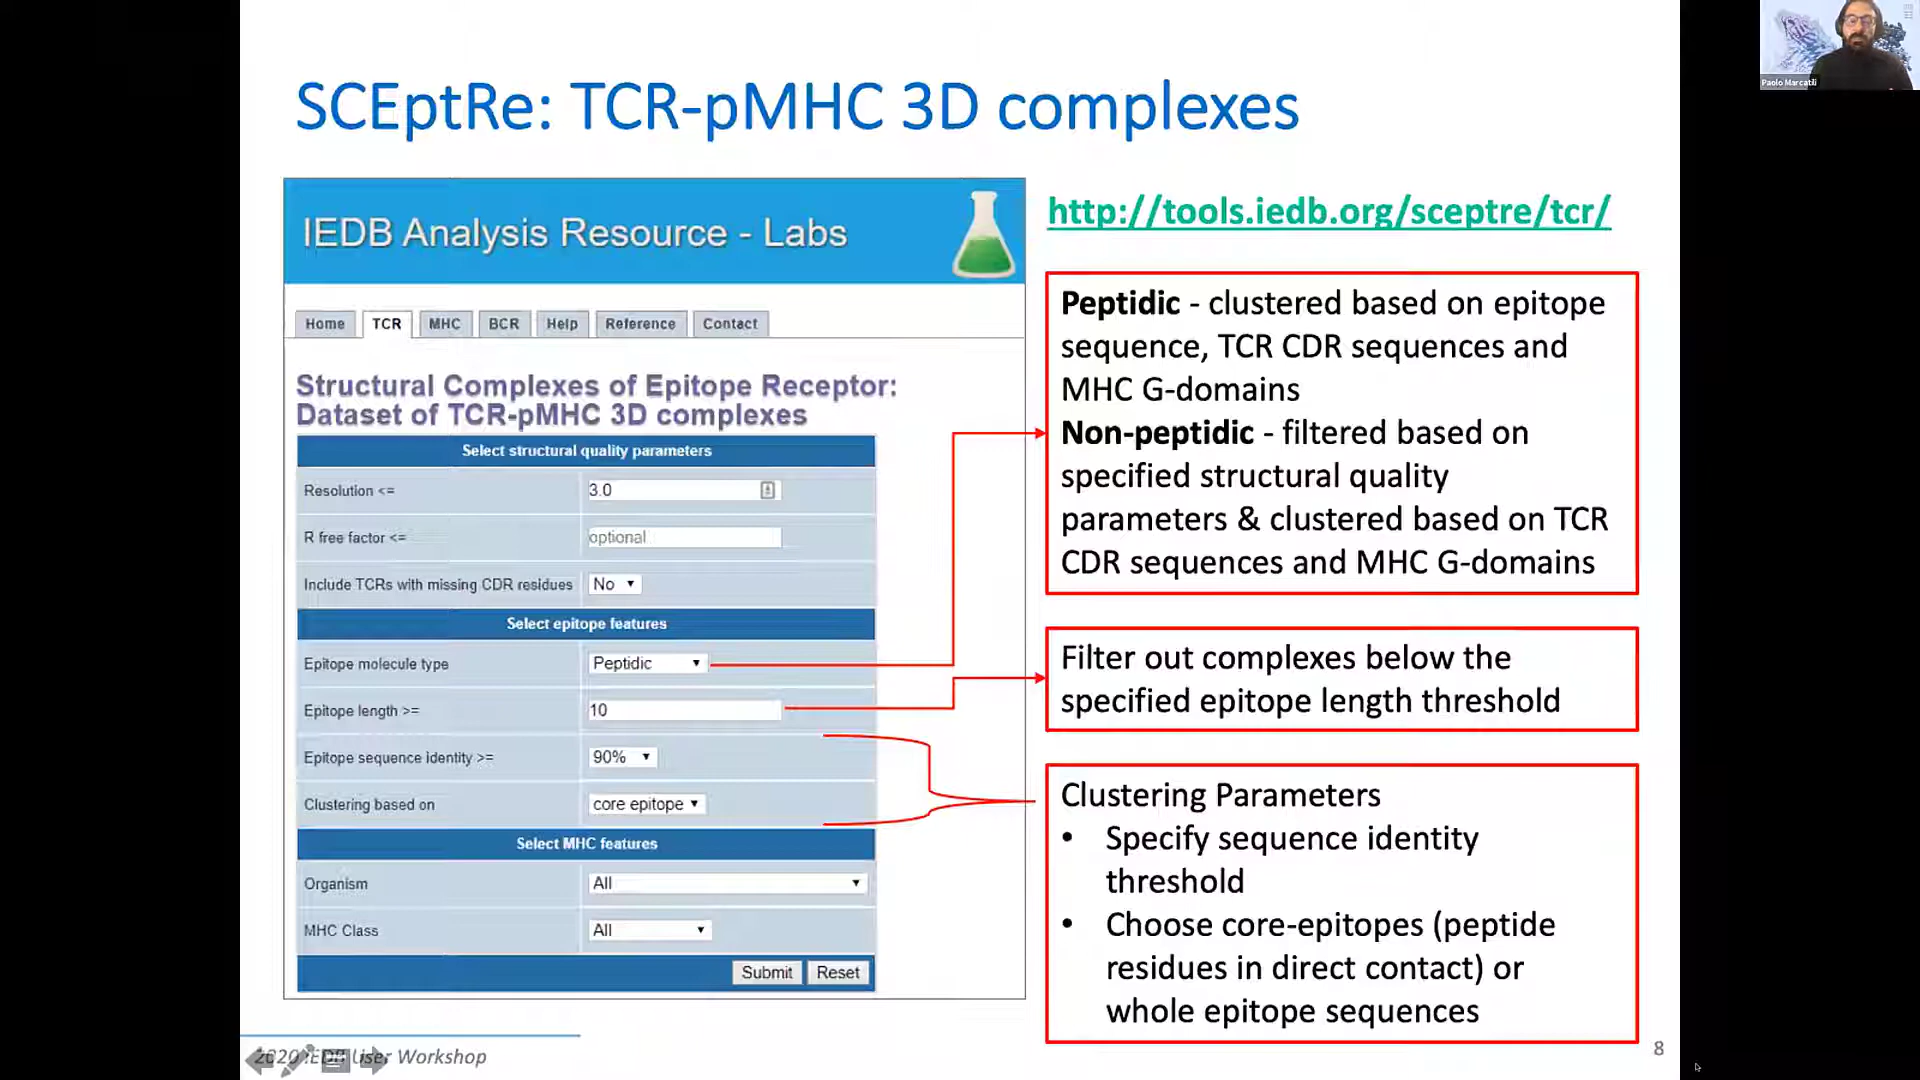 SCEptRe: TCR-pMHC 3D complexes
Paolo Marcatili
IEDB Analysis Resource - Labs
Home TCR MHC BCR Help Reference Contact
Structural Complexes of Epitope Receptor:
Dataset of TCR-pMHC 3D complexes
Select structural quality parameters
Resolution <= 3.0
R free factor <= optional
Include TCRs with missing CDR residues No
Select epitope features
Epitope molecule type Peptidic
Epitope length >= 10
Epitope sequence identity >= 90%
Clustering based on core epitope
Select MHC features
Organism All
MHC Class All
Submit Reset
http://tools.iedb.org/sceptre/tcr/
Peptidic - clustered based on epitope
sequence, TCR CDR sequences and
MHC G-domains
Non-peptidic - filtered based on
specified structural quality
parameters & clustered based on TCR
CDR sequences and MHC G-domains
Filter out complexes below the
specified epitope length threshold
Clustering Parameters
• Specify sequence identity
threshold
• Choose core-epitopes (peptide
residues in direct contact) or
whole epitope sequences
2020 IEDB User Workshop
8